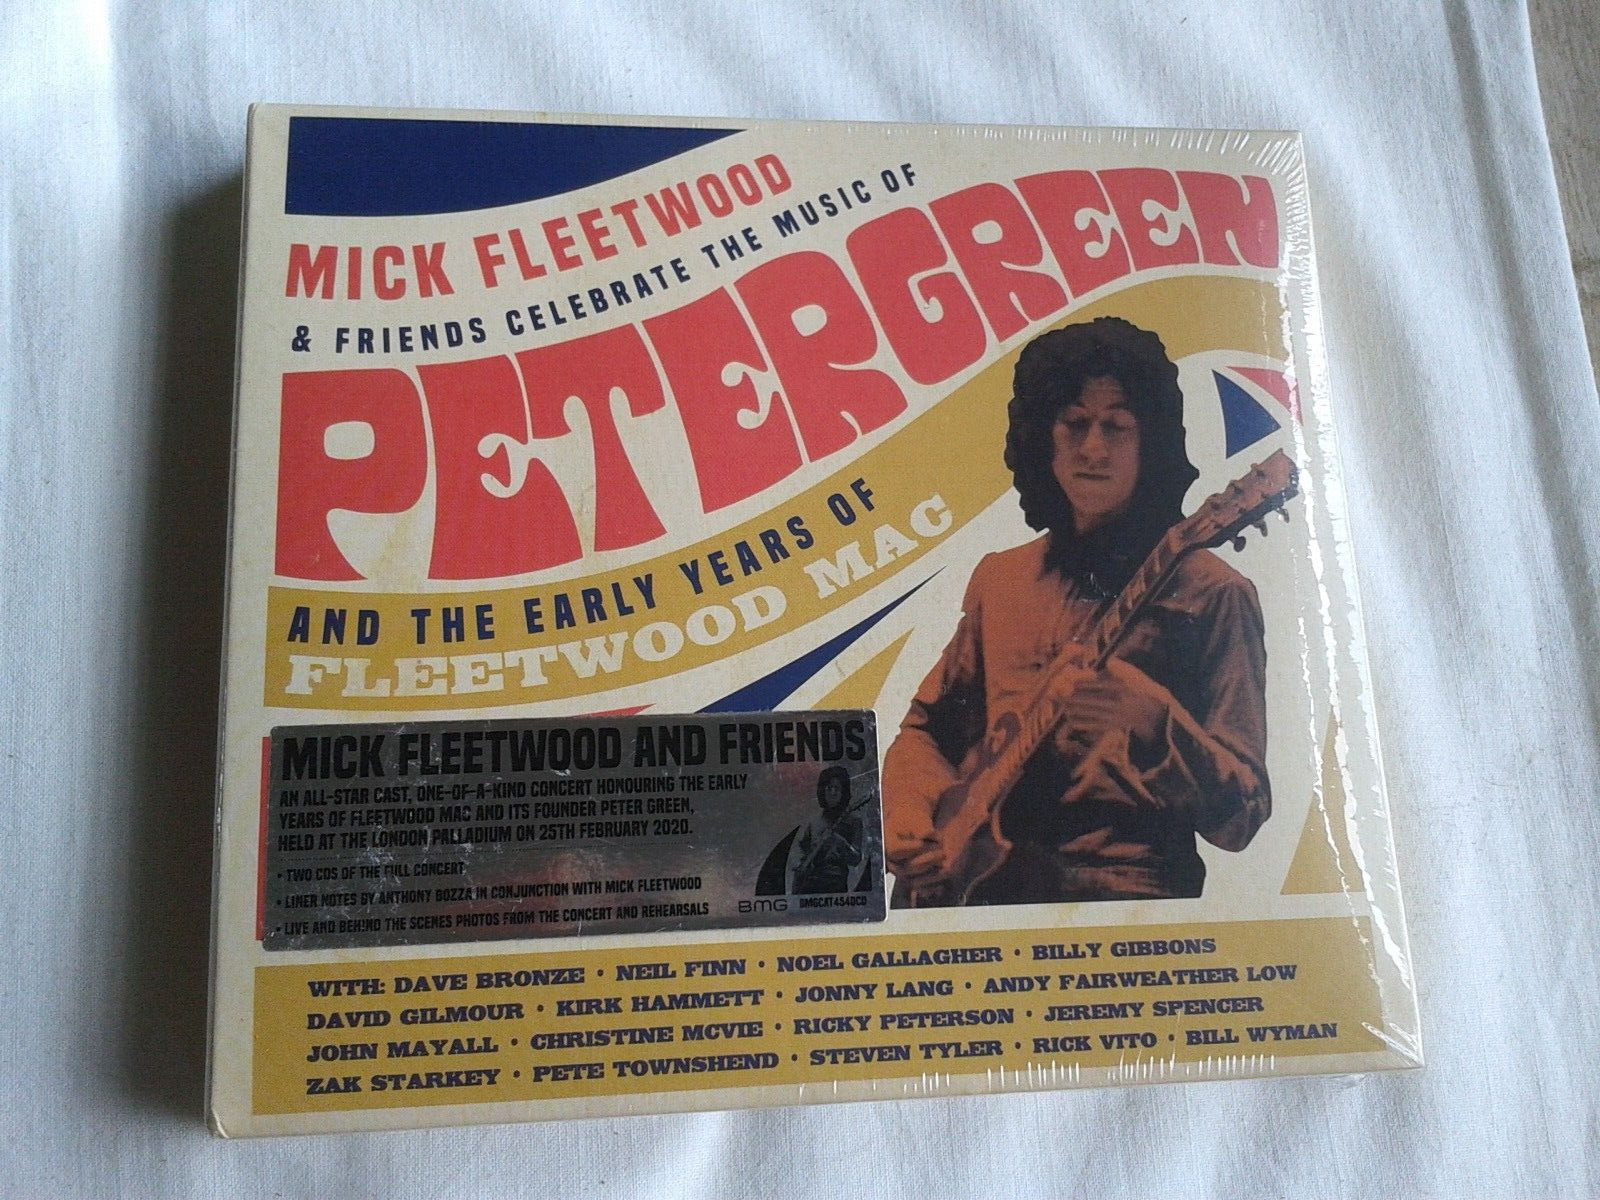 MICK FLEETWOOD
& FRIENDS CELEBRATE THE MUSIC OF
PETER GREEN
AND THE EARLY YEARS OF
FLEETWOOD MAC
MICK FLEETWOOD AND FRIENDS
AN ALL-STAR CAST, ONE-OF-A-KIND CONCERT HONOURING THE EARLY
YEARS OF FLEETWOOD MAC AND ITS FOUNDER PETER GREEN,
HELD AT THE LONDON PALLADIUM ON 25TH FEBRUARY 2020.
• TWO CDS OF THE FULL CONCERT
• LINER NOTES BY ANTHONY BOZZA IN CONJUNCTION WITH MICK FLEETWOOD
• LIVE AND BEHIND THE SCENES PHOTOS FROM THE CONCERT AND REHEARSALS
BMG BMGCAT454DCD
WITH: DAVE BRONZE • NEIL FINN • NOEL GALLAGHER • BILLY GIBBONS
DAVID GILMOUR • KIRK HAMMETT • JONNY LANG • ANDY FAIRWEATHER LOW
JOHN MAYALL • CHRISTINE MCVIE • RICKY PETERSON • JEREMY SPENCER
ZAK STARKEY • PETE TOWNSHEND • STEVEN TYLER • RICK VITO • BILL WYMAN